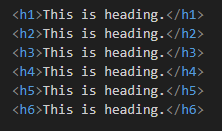 <h1>This is heading.</h1>
<h2>This is heading.</h2>
<h3>This is heading.</h3>
<h4>This is heading.</h4>
<h5>This is heading.</h5>
<h6>This is heading.</h6>